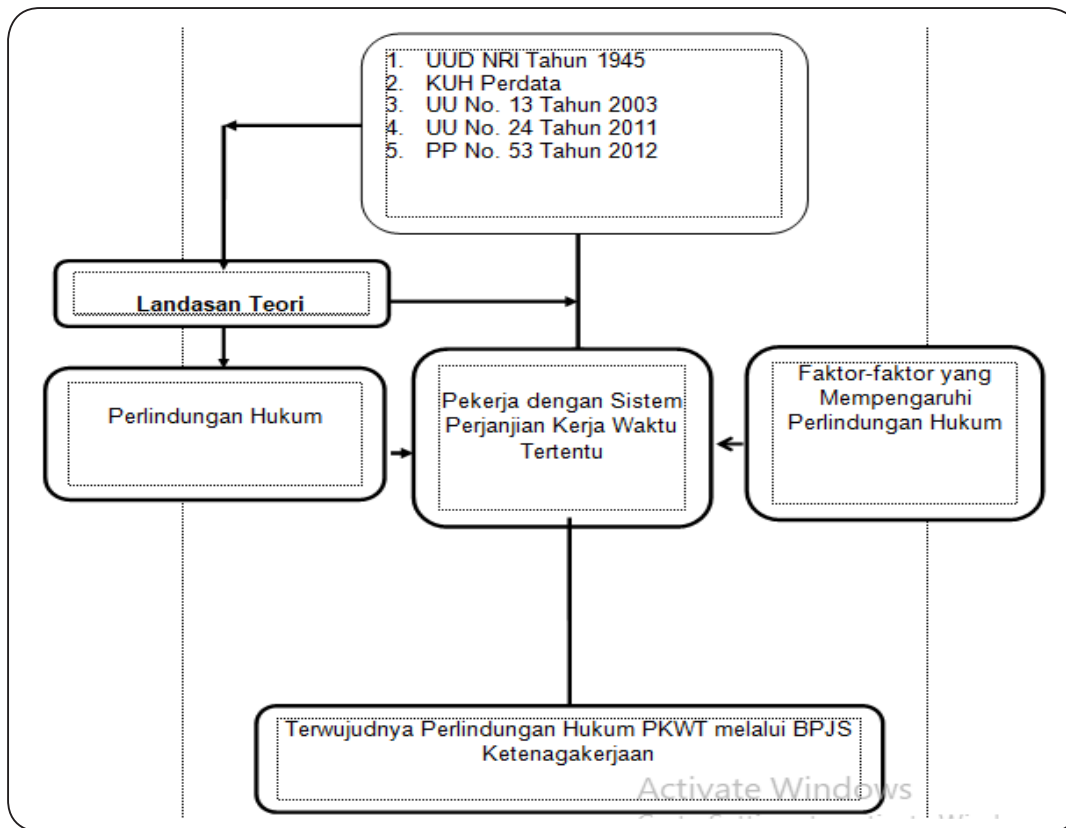 1. UUD NRI Tahun 1945
2. KUH Perdata
3. UU No. 13 Tahun 2003
4. UU No. 24 Tahun 2011
5. PP No. 53 Tahun 2012
Landasan Teori
Perlindungan Hukum
Pekerja dengan Sistem
Perjanjian Kerja Waktu
Tertentu
Faktor-faktor yang
Mempengaruhi
Perlindungan Hukum
Terwujudnya Perlindungan Hukum PKWT melalui BPJS
Ketenagakerjaan
Activate Windows